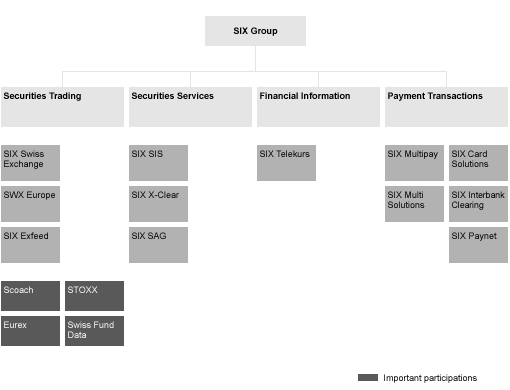 SIX Group
Securities Trading
Securities Services
Financial Information
Payment Transactions
SIX Swiss
Exchange
SIX SIS
SIX Telekurs
SIX Multipay
SIX Card
Solutions
SWX Europe
SIX X-Clear
SIX Multi
Solutions
SIX Interbank
Clearing
SIX Exfeed
SIX SAG
SIX Paynet
Scoach
STOXX
Eurex
Swiss Fund
Data
Important participations